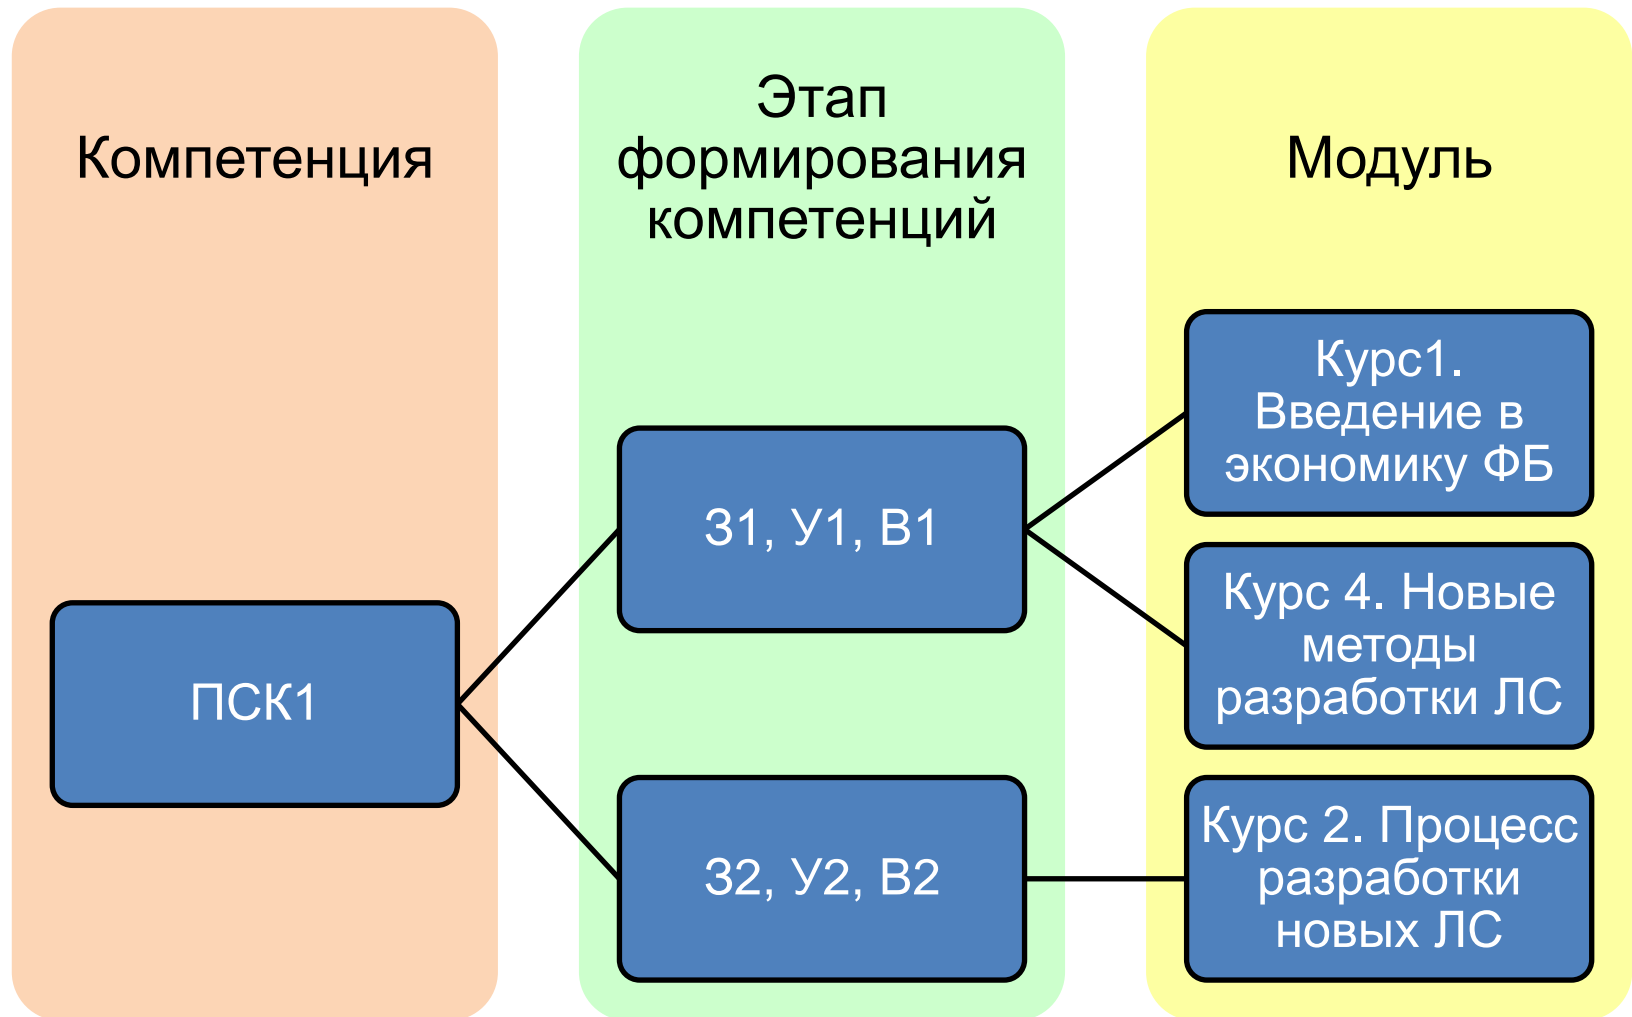 Компетенция
Этап
формирования
компетенций
Модуль
ПСК1
З1, У1, В1
З2, У2, В2
Курс1.
Введение в
экономику ФБ
Курс 4. Новые
методы
разработки ЛС
Курс 2. Процесс
разработки
новых ЛС